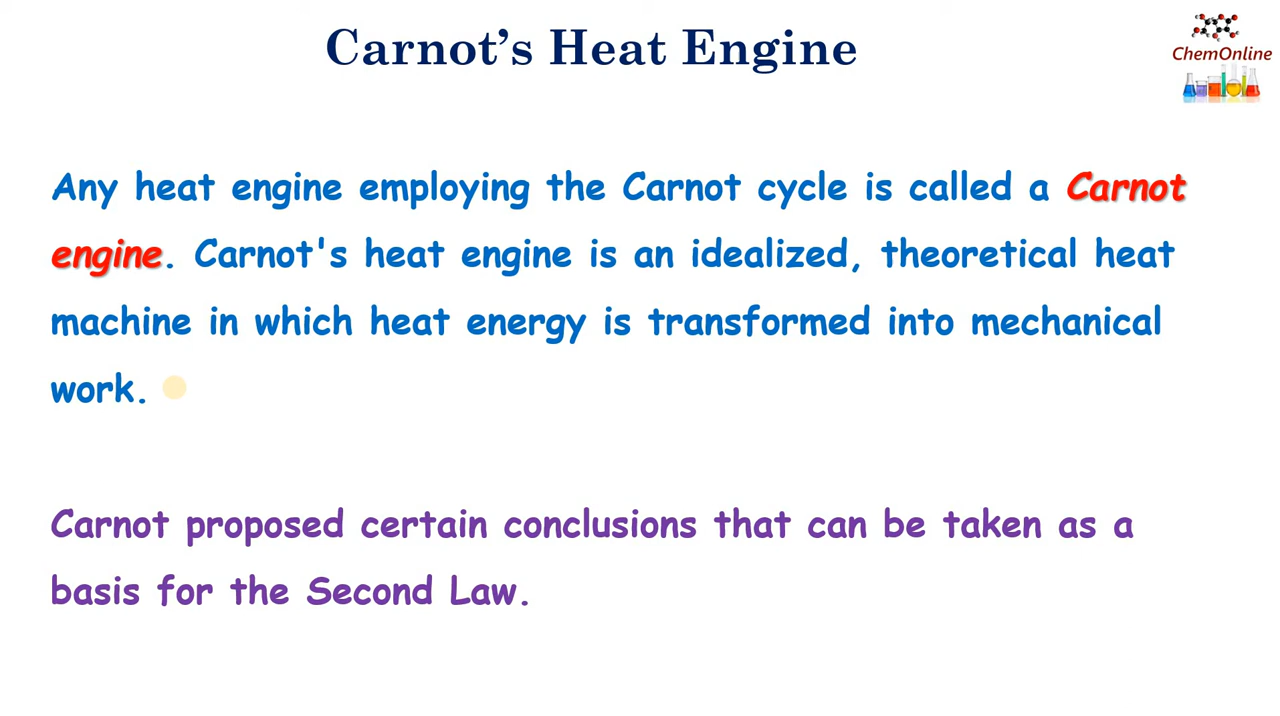 Carnot’s Heat Engine
ChemOnline
Any heat engine employing the Carnot cycle is called a Carnot
engine. Carnot's heat engine is an idealized, theoretical heat
machine in which heat energy is transformed into mechanical
work.
Carnot proposed certain conclusions that can be taken as a
basis for the Second Law.